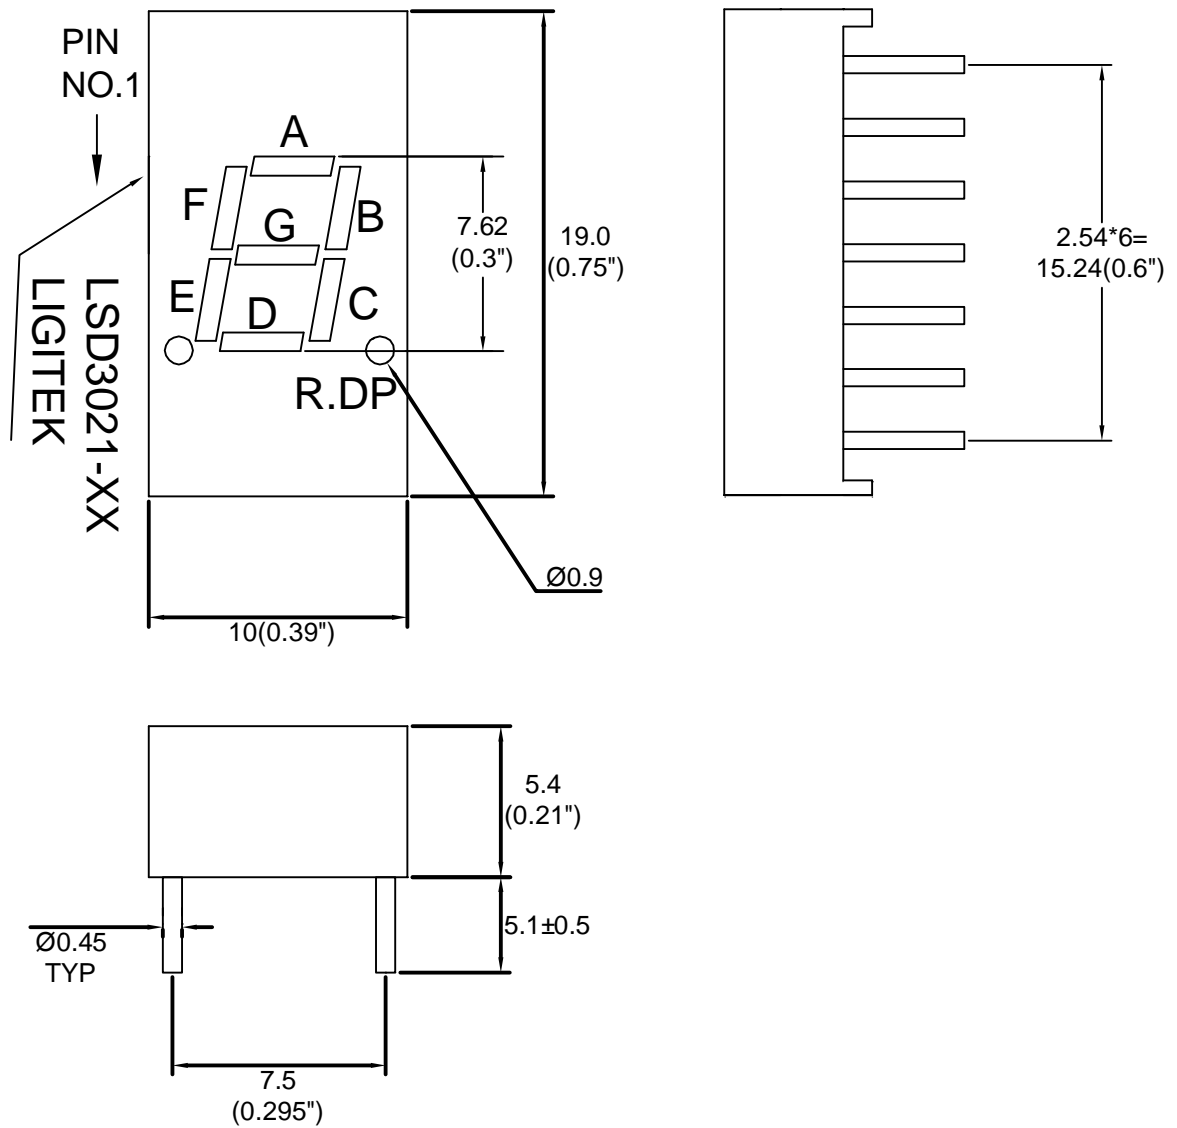 PIN
NO.1
A
F
B
G
E
D
C
R.DP
LSD3021-XX
LIGITEK
7.62
(0.3")
19.0
(0.75")
2.54*6=
15.24(0.6")
Ø0.9
10(0.39")
5.4
(0.21")
5.1±0.5
Ø0.45
TYP
7.5
(0.295")